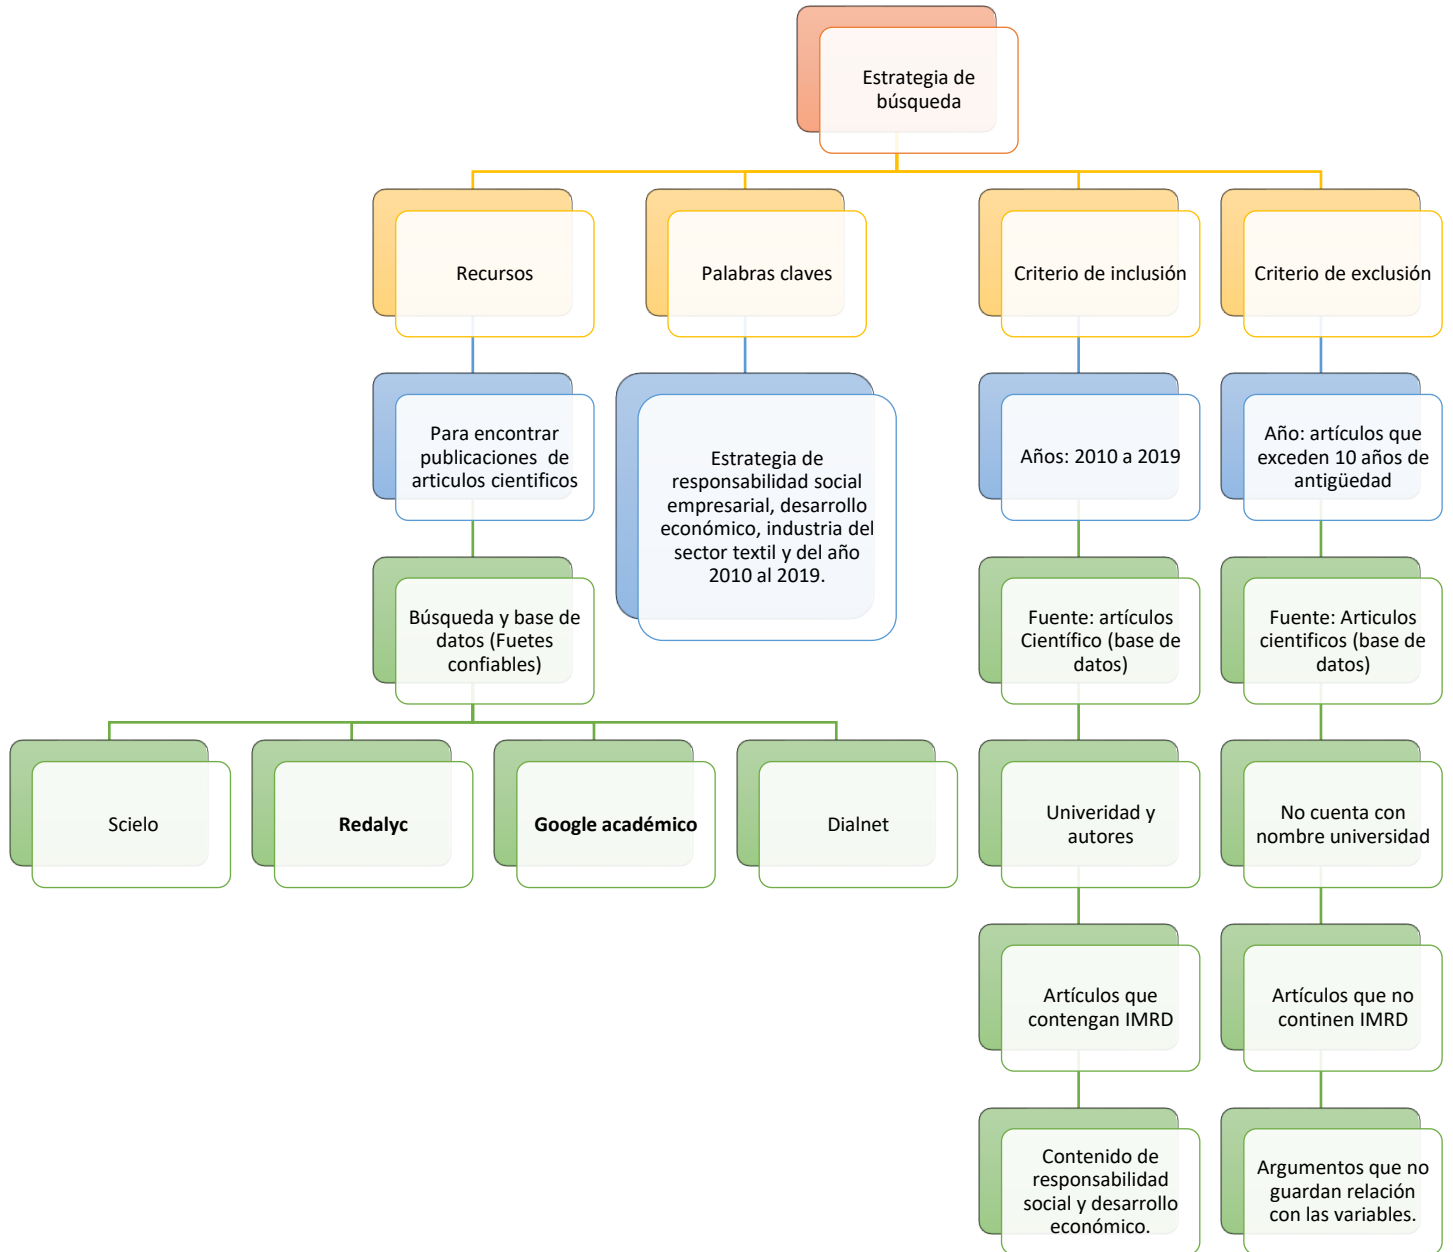 Estrategia de
búsqueda
Recursos
Palabras claves
Criterio de inclusión
Criterio de exclusión
Para encontrar
publicaciones  de
articulos cientificos
Estrategia de
responsabilidad social
empresarial, desarrollo
económico, industria del
sector textil y del año
2010 al 2019.
Años: 2010 a 2019
Año: artículos que
exceden 10 años de
antigüedad
Búsqueda y base de
datos (Fuetes
confiables)
Fuente: artículos
Científico (base de
datos)
Fuente: Articulos
cientificos (base de
datos)
Scielo
Redalyc
Google académico
Dialnet
Univeridad y
autores
No cuenta con
nombre universidad
Artículos que
contengan IMRD
Artículos que no
continen IMRD
Contenido de
responsabilidad
social y desarrollo
económico.
Argumentos que no
guardan relación
con las variables.